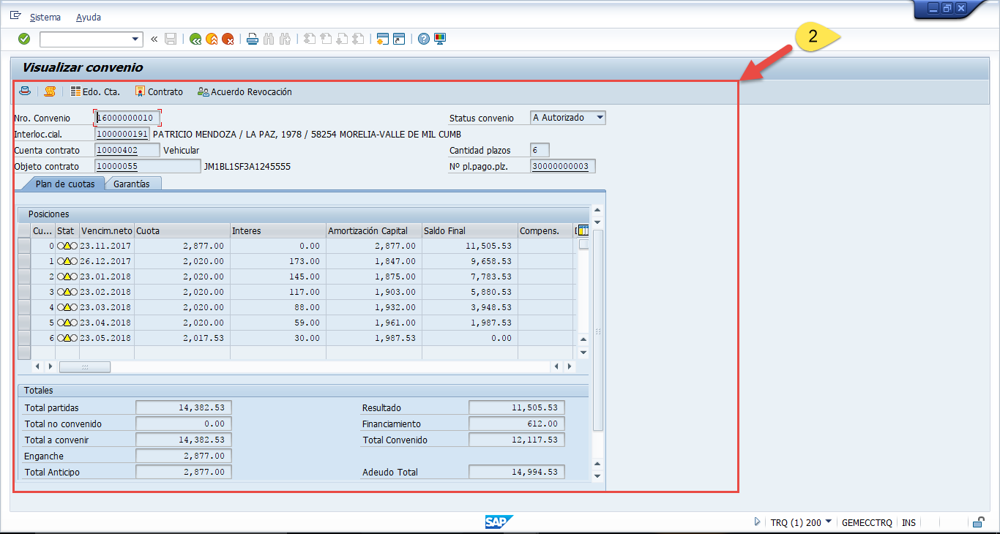 Sistema Ayuda
2
Visualizar convenio
Edo. Cta. Contrato Acuerdo Revocación
Nro. Convenio 16000000010 Status convenio A Autorizado
Interloc.cial. 1000000191 PATRICIO MENDOZA / LA PAZ, 1978 / 58254 MORELIA-VALLE DE MIL CUMB
Cuenta contrato 10000402 Vehicular Cantidad plazos 6
Objeto contrato 10000055 JM1BL1SF3A1245555 Nº pl.pago.plz. 30000000003
Plan de cuotas Garantías
Posiciones
Cu... Stat Vencim.neto Cuota Interes Amortización Capital Saldo Final Compens.
0 23.11.2017 2,877.00 0.00 2,877.00 11,505.53
1 26.12.2017 2,020.00 173.00 1,847.00 9,658.53
2 23.01.2018 2,020.00 145.00 1,875.00 7,783.53
3 23.02.2018 2,020.00 117.00 1,903.00 5,880.53
4 23.03.2018 2,020.00 88.00 1,932.00 3,948.53
5 23.04.2018 2,020.00 59.00 1,961.00 1,987.53
6 23.05.2018 2,017.53 30.00 1,987.53 0.00
Totales
Total partidas 14,382.53 Resultado 11,505.53
Total no convenido 0.00 Financiamiento 612.00
Total a convenir 14,382.53 Total Convenido 12,117.53
Enganche 2,877.00
Total Anticipo 2,877.00 Adeudo Total 14,994.53
SAP TRQ (1) 200 GEMECCTRQ INS